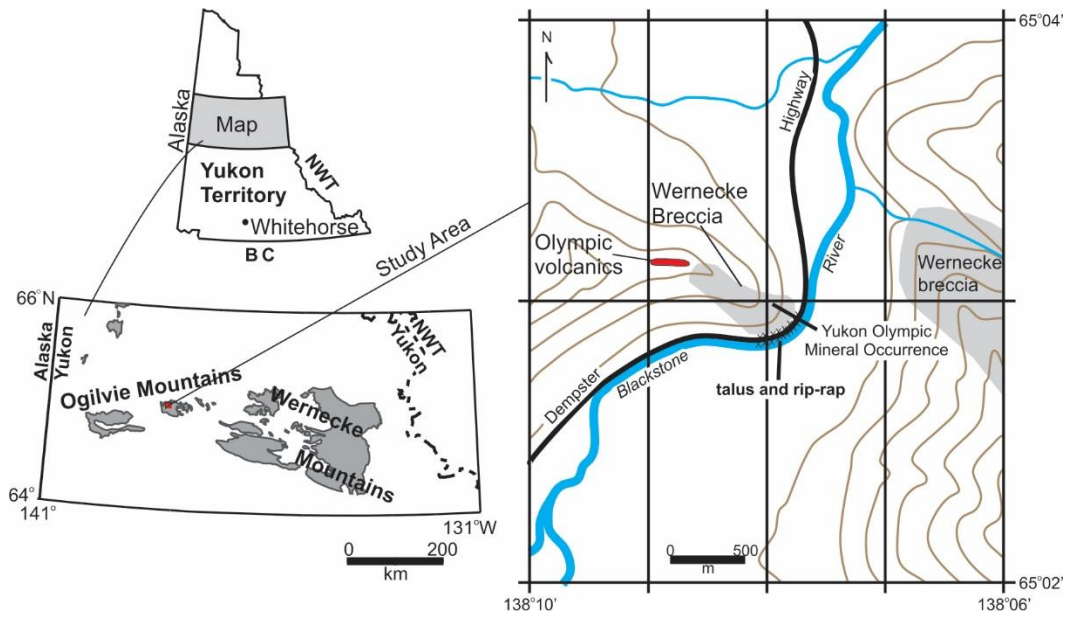 Alaska
Map
Yukon
Territory
NWT
Whitehorse
B C
Study Area
66°N
Alaska
Yukon
NWT
Yukon
Ogilvie Mountains
Wernecke
Mountains
64°
141°
131°W
0 200
km
65°04'
N
Highway
Wernecke
Breccia
Olympic
volcanics
River
Wernecke
breccia
Yukon Olympic
Mineral Occurrence
talus and rip-rap
Dempster
Blackstone
0 500
m
65°02'
138°10' 138°06'